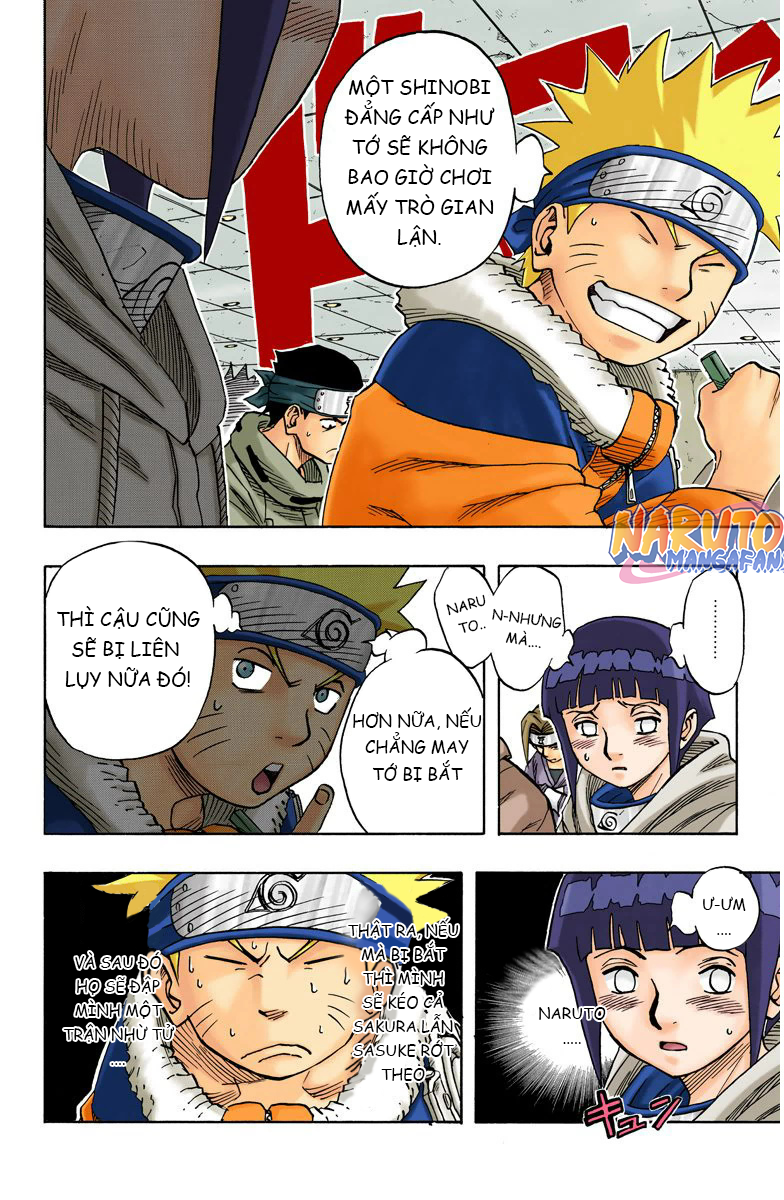 MỘT SHINOBI
ĐẲNG CẤP NHƯ
TỚ SẼ KHÔNG
BAO GIỜ CHƠI
MẤY TRÒ GIAN
LẬN.
NARUTO
MANGAFAN
..........
N-NHƯNG
MÀ....
NARU
TO..
HƠN NỮA, NẾU
CHẲNG MAY
TỚ BỊ BẮT
THÌ CẬU CŨNG
SẼ BỊ LIÊN
LỤY NỮA ĐÓ!
Ư-ƯM
....
NARUTO
.....
キュン
THẬT RA, NẾU
MÀ BỊ BẮT
THÌ MÌNH
SẼ KÉO CẢ
SAKURA LẪN
SASUKE RỚT
THEO
VÀ SAU ĐÓ
HỌ SẼ ĐẬP
MÌNH MỘT
TRẬN NHỪ TỬ
....